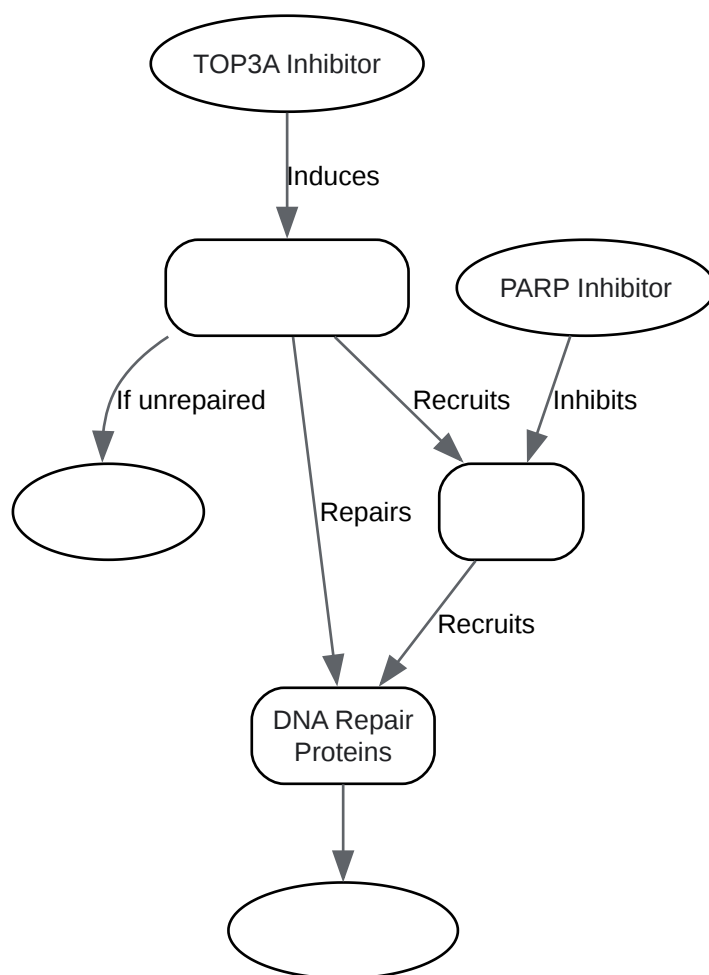 TOP3A Inhibitor
Induces
PARP Inhibitor
If unrepaired
Recruits
Inhibits
Repairs
Recruits
DNA Repair
Proteins